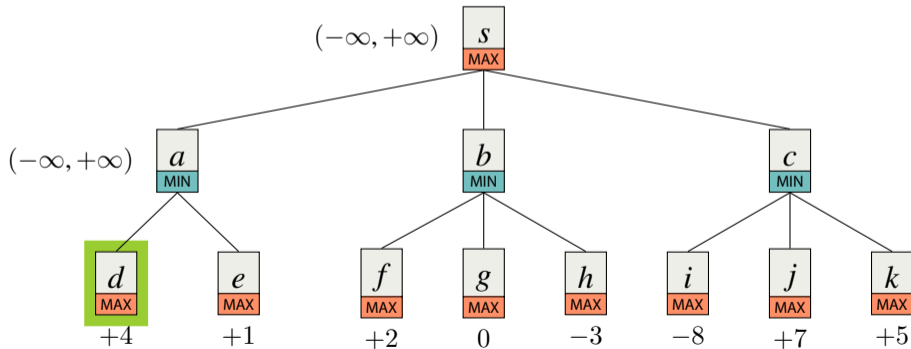 (−∞, +∞) s
MAX
(−∞, +∞) a b c
MIN MIN MIN
d e f g h i j k
MAX MAX MAX MAX MAX MAX MAX MAX
+4 +1 +2 0 −3 −8 +7 +5